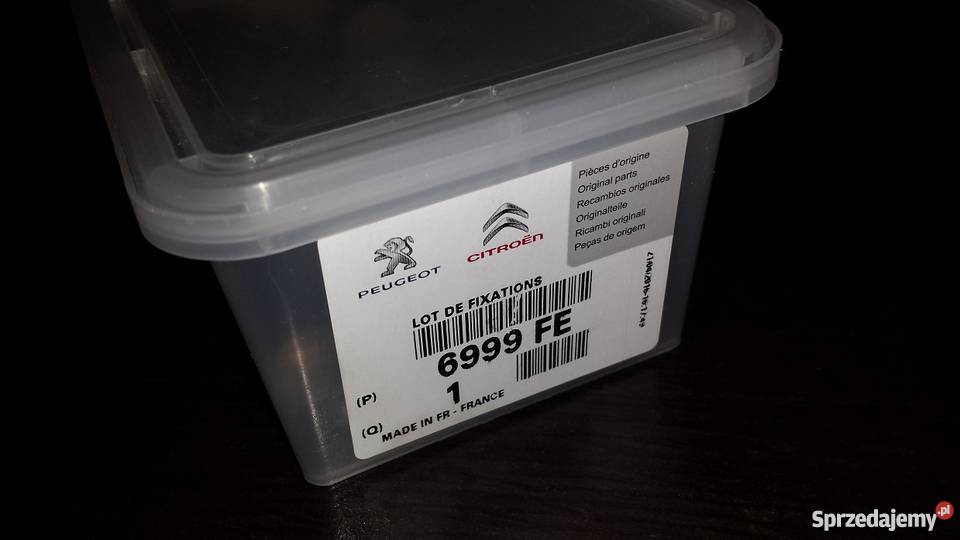 PEUGEOT
CITROËN
Pièces d'origine
Original parts
Recambios originales
Originalteile
Ricambi originali
Peças de origem
LOT DE FIXATIONS
6999 FE
(P)
1
(Q)
MADE IN FR - FRANCE
Sprzedajemy.pl